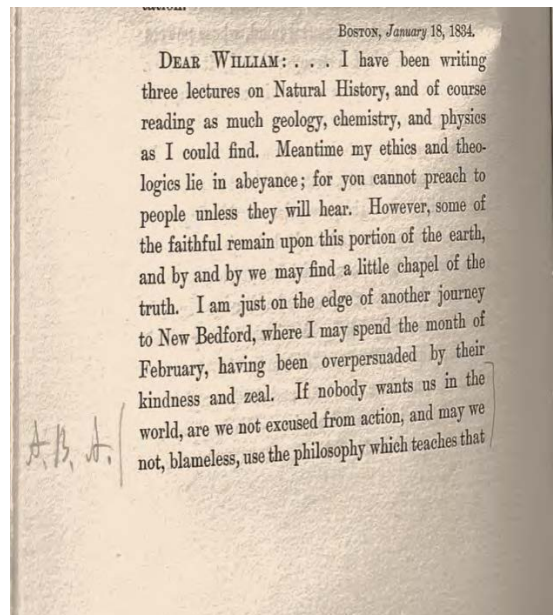 BOSTON, January 18, 1834.
DEAR WILLIAM: . . . I have been writing
three lectures on Natural History, and of course
reading as much geology, chemistry, and physics
as I could find. Meantime my ethics and theo-
logics lie in abeyance; for you cannot preach to
people unless they will hear. However, some of
the faithful remain upon this portion of the earth,
and by and by we may find a little chapel of the
truth. I am just on the edge of another journey
to New Bedford, where I may spend the month of
February, having been overpersuaded by their
kindness and zeal. If nobody wants us in the
world, are we not excused from action, and may we
A. B. A.
not, blameless, use the philosophy which teaches that